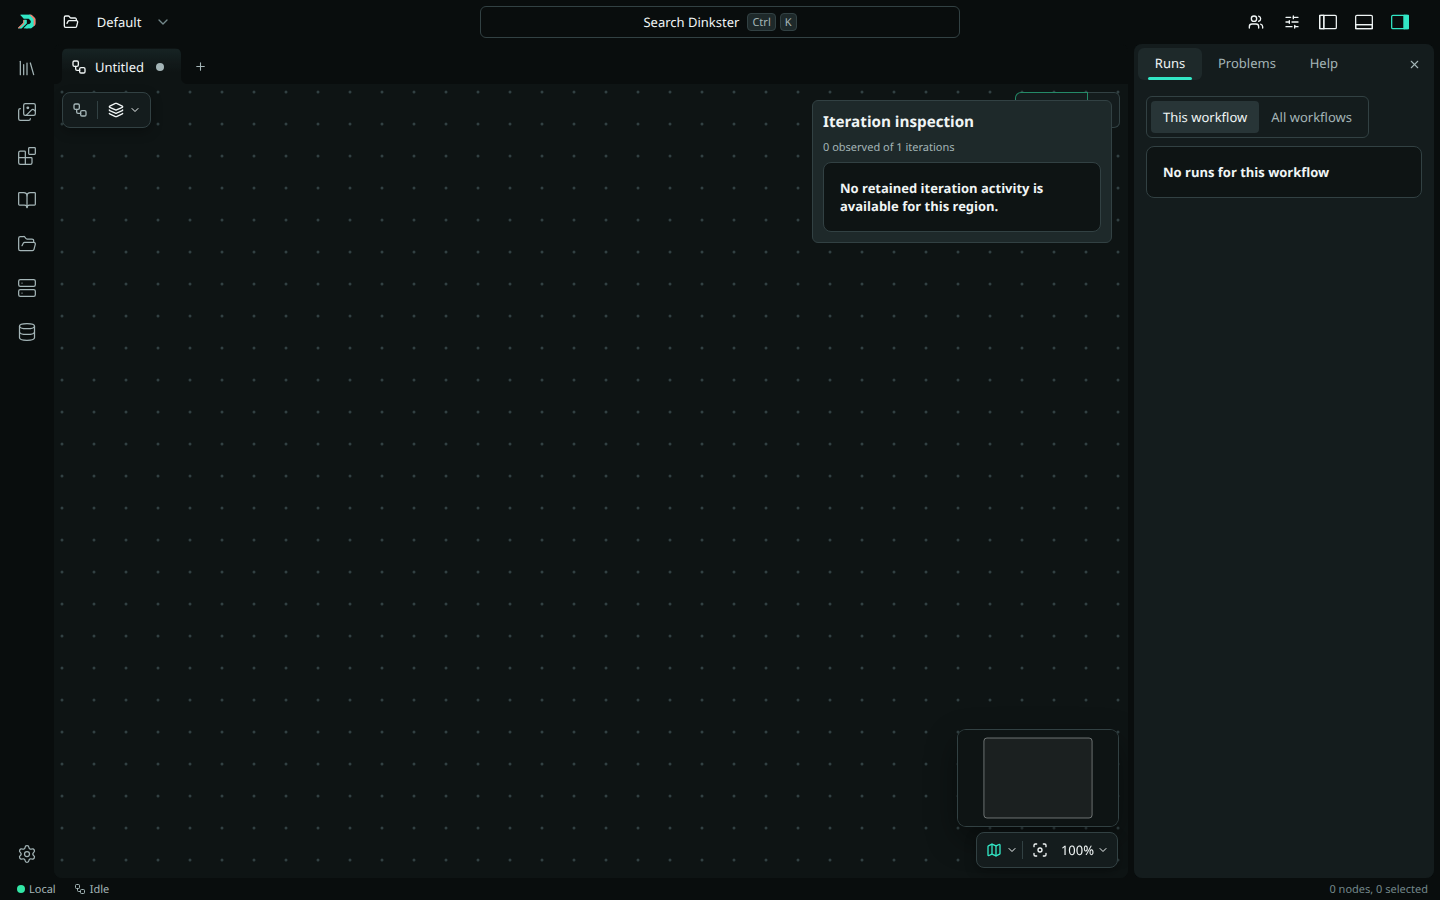 Default
Search Dinkster Ctrl K
Untitled
Iteration inspection
0 observed of 1 iterations
No retained iteration activity is
available for this region.
100%
Runs Problems Help
This workflow All workflows
No runs for this workflow
Local Idle
0 nodes, 0 selected